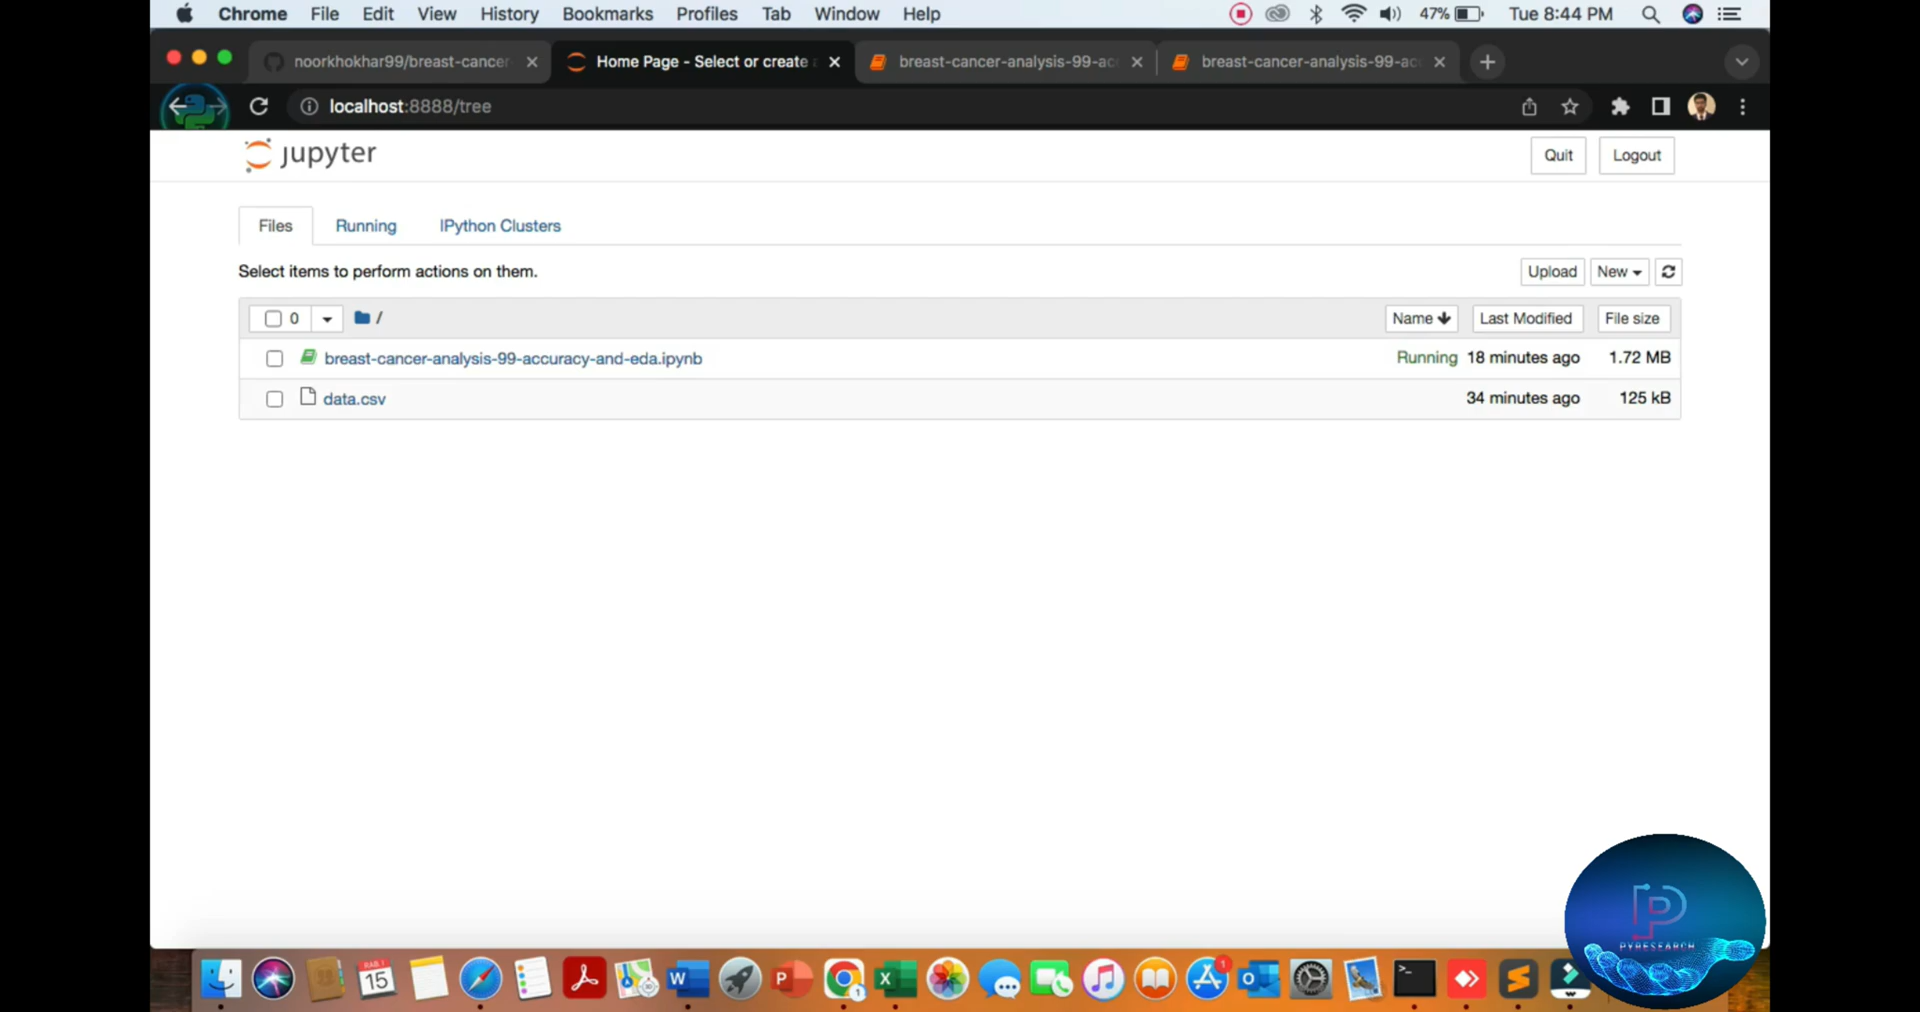 Chrome File Edit View History Bookmarks Profiles Tab Window Help 47% Tue 8:44 PM
noorkhokhar99/breast-cancer Home Page - Select or create a breast-cancer-analysis-99-ac breast-cancer-analysis-99-ac
localhost:8888/tree
jupyter Quit Logout
Files Running IPython Clusters
Select items to perform actions on them. Upload New
0 / Name Last Modified File size
breast-cancer-analysis-99-accuracy-and-eda.ipynb Running 18 minutes ago 1.72 MB
data.csv 34 minutes ago 125 kB
PYRESEARCH
15
W P 1 X 1 O